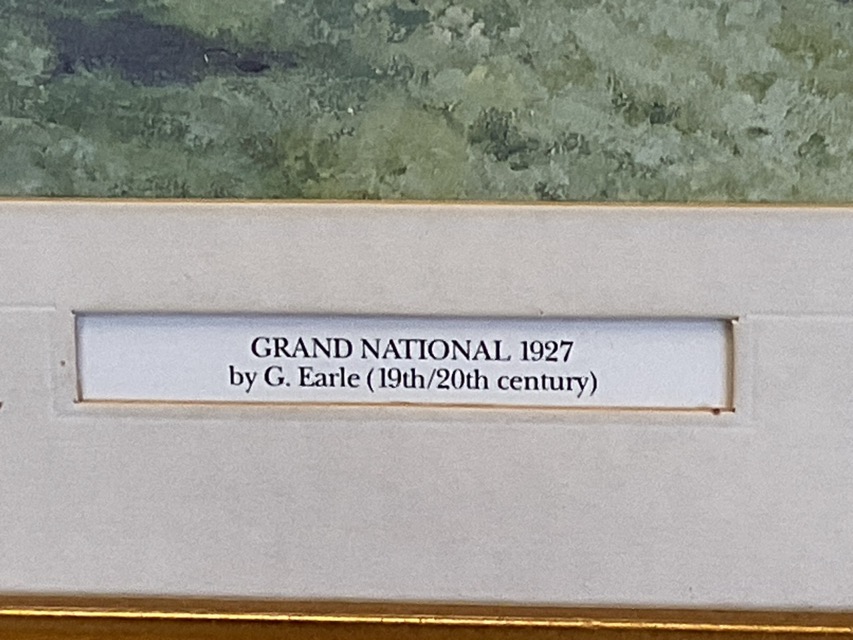 GRAND NATIONAL 1927
by G. Earle (19th/20th century)